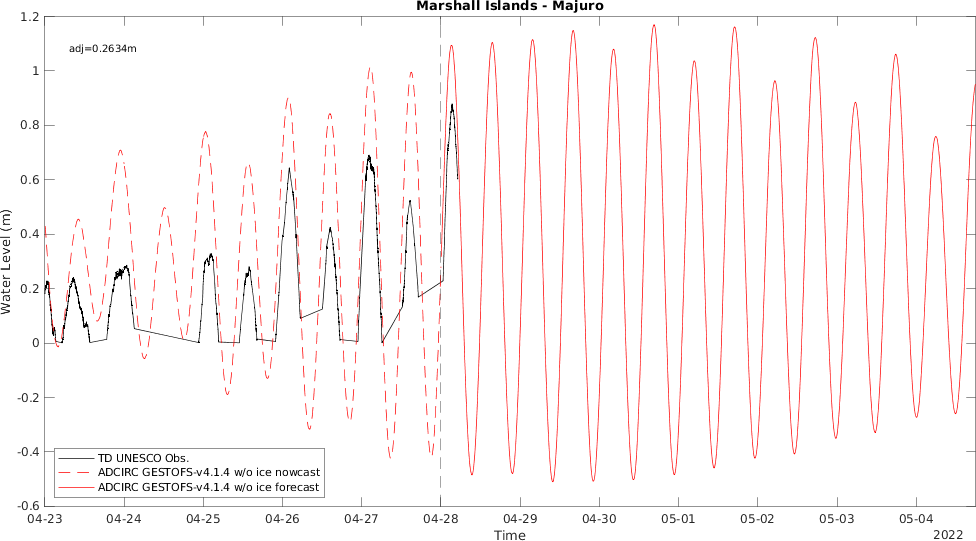 Marshall Islands - Majuro
adj=0.2634m
1.2
1
0.8
0.6
0.4
0.2
0
-0.2
-0.4
-0.6
Water Level (m)
TD UNESCO Obs.
ADCIRC GESTOFS-v4.1.4 w/o ice nowcast
ADCIRC GESTOFS-v4.1.4 w/o ice forecast
04-23 04-24 04-25 04-26 04-27 04-28 04-29 04-30 05-01 05-02 05-03 05-04
Time
2022